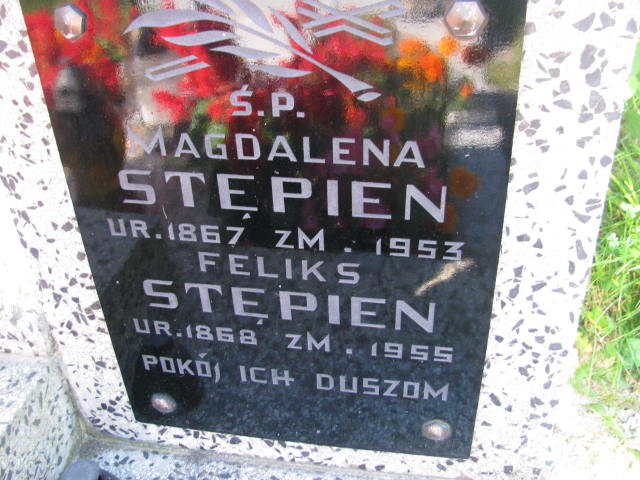 Ś.P.
MAGDALENA
STĘPIEN
UR.1867 ZM. 1953
FELIKS
STĘPIEN
UR.1868 ZM. 1955
POKÓJ ICH DUSZOM